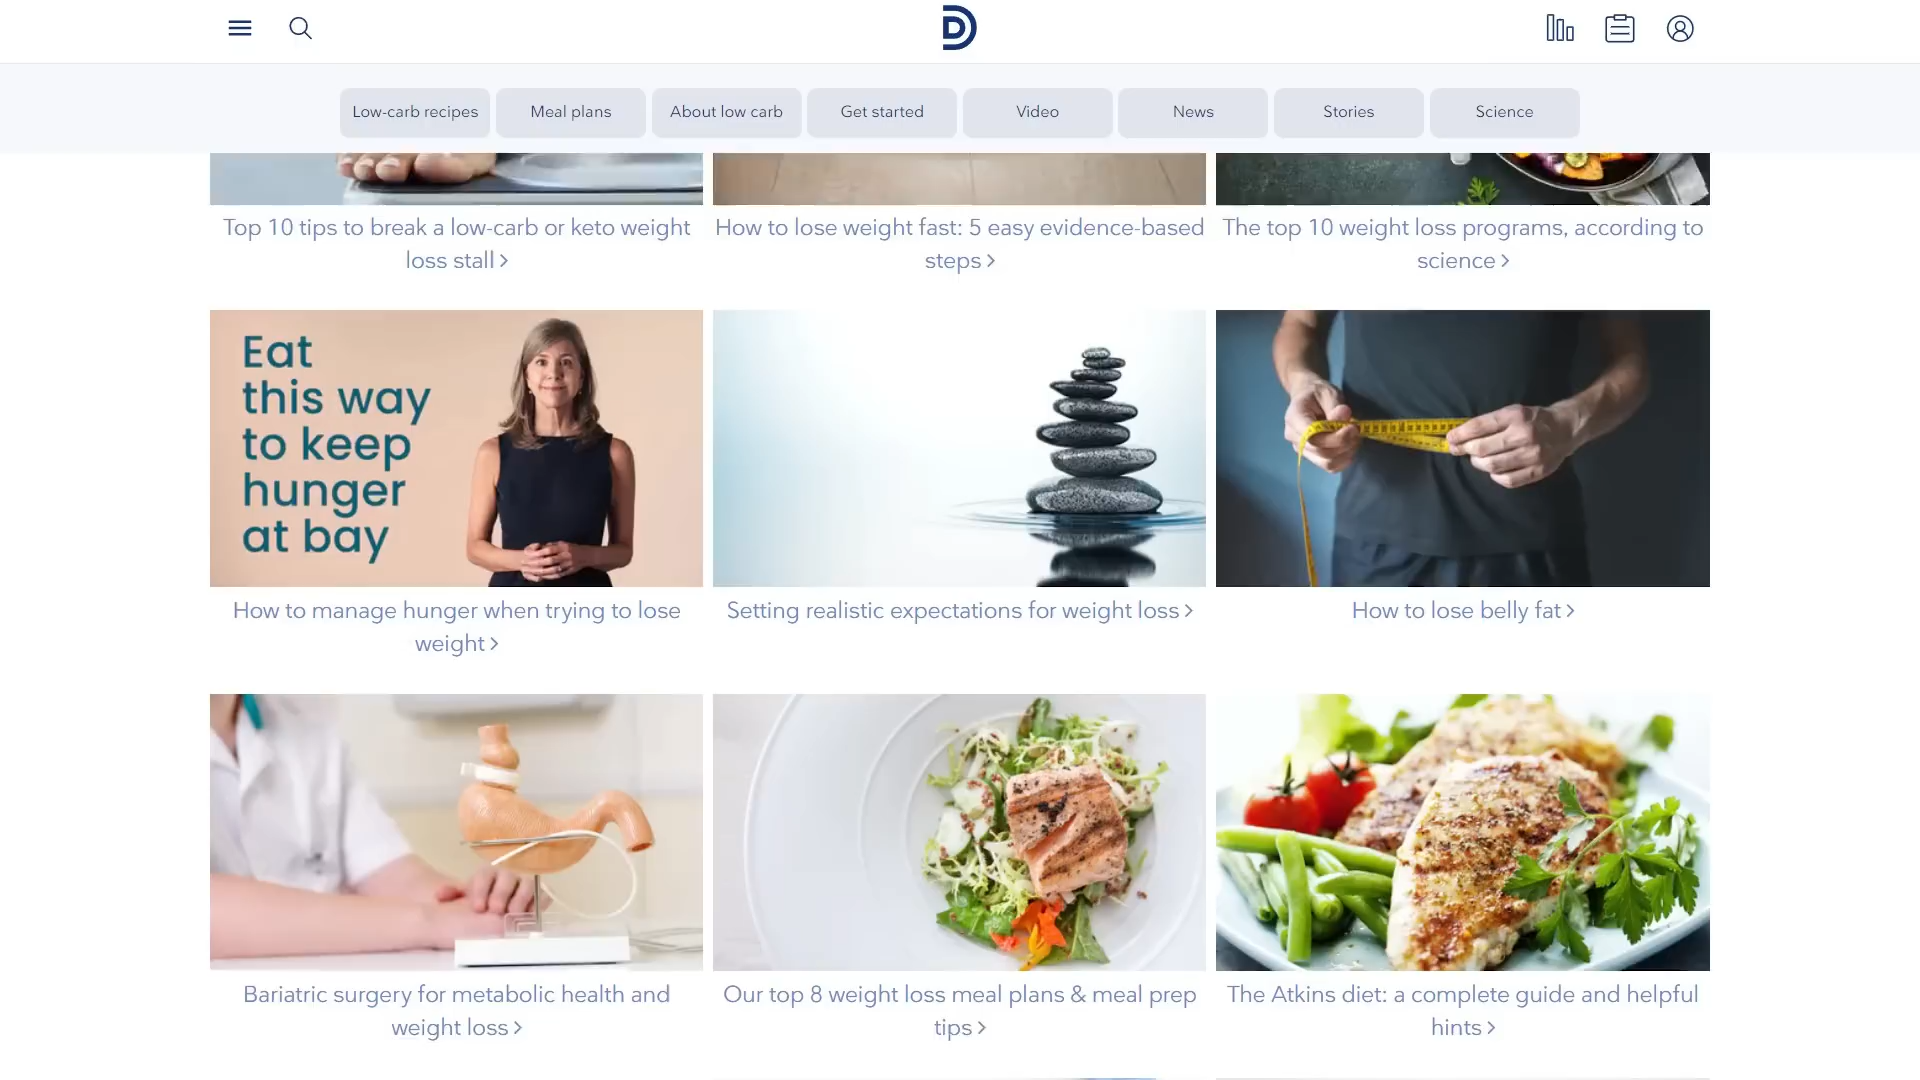 Low-carb recipes
Meal plans
About low carb
Get started
Video
News
Stories
Science
Top 10 tips to break a low-carb or keto weight
loss stall
How to lose weight fast: 5 easy evidence-based
steps
The top 10 weight loss programs, according to
science
Eat
this way
to keep
hunger
at bay
How to manage hunger when trying to lose
weight
Setting realistic expectations for weight loss
How to lose belly fat
Bariatric surgery for metabolic health and
weight loss
Our top 8 weight loss meal plans & meal prep
tips
The Atkins diet: a complete guide and helpful
hints